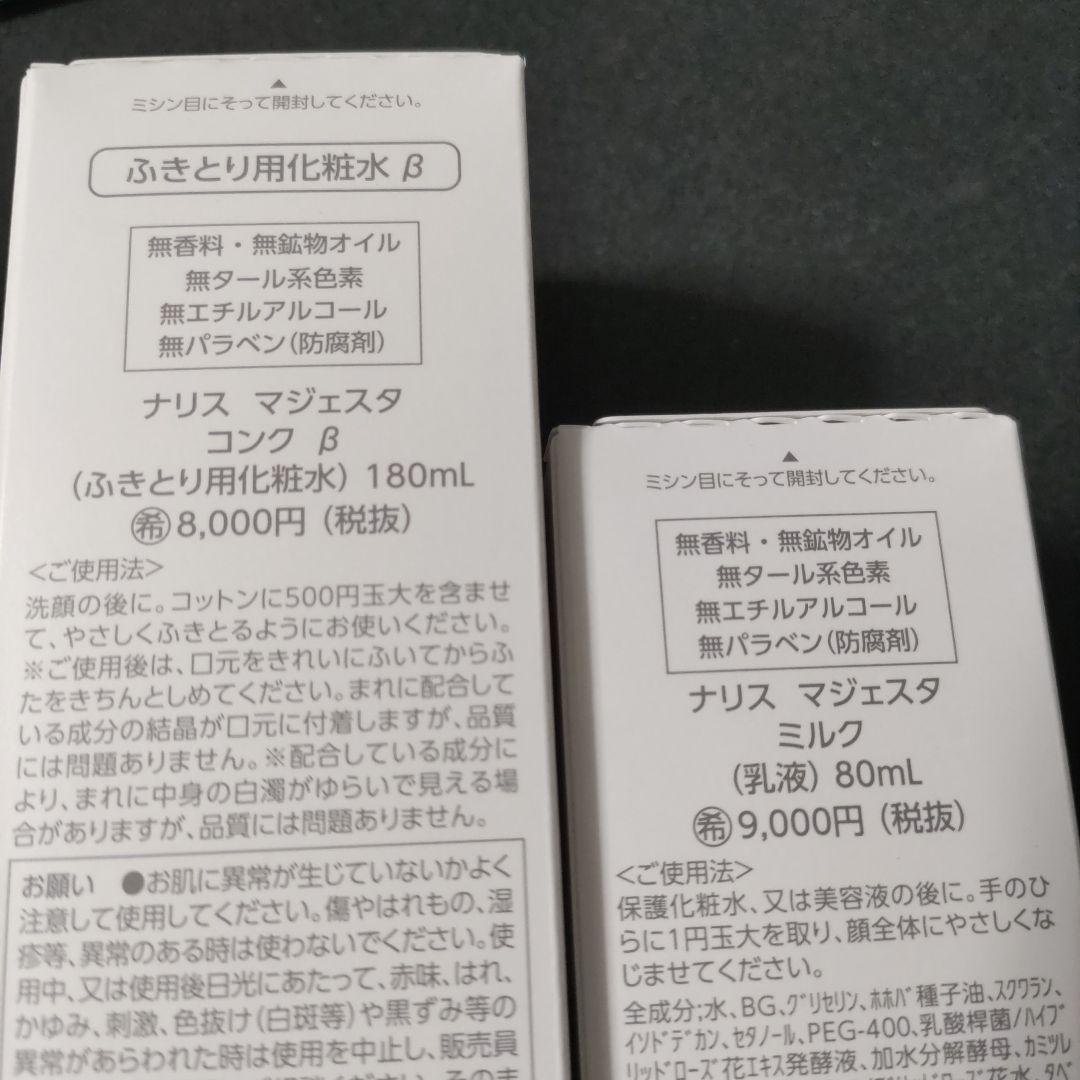 ミシン目にそって開封してください。
ふきとり用化粧水 β
無香料・無鉱物オイル
無タール系色素
無エチルアルコール
無パラベン(防腐剤)
ナリス マジェスタ
コンク β
(ふきとり用化粧水) 180mL
希8,000円 (税抜)
<ご使用法>
洗顔の後に。コットンに500円玉大を含ませ
て、やさしくふきとるようにお使いください。
※ご使用後は、口元をきれいにふいてからふ
たをきちんとしめてください。まれに配合して
いる成分の結晶が口元に付着しますが、品質
には問題ありません。※配合している成分に
より、まれに中身の白濁がゆらいで見える場
合がありますが、品質には問題ありません。
お願い ●お肌に異常が生じていないかよく
注意して使用してください。傷やはれもの、湿
疹等、異常のある時は使わないでください。使
用中、又は使用後日光にあたって、赤味、はれ、
かゆみ、刺激、色抜け(白斑等)や黒ずみ等の
異常があらわれた時は使用を中止し、販売員
ミシン目にそって開封してください。
無香料・無鉱物オイル
無タール系色素
無エチルアルコール
無パラベン(防腐剤)
ナリス マジェスタ
ミルク
(乳液) 80mL
希9,000円 (税抜)
<ご使用法>
保護化粧水、又は美容液の後に。手のひ
らに1円玉大を取り、顔全体にやさしくな
じませてください。
全成分;水、BG、グリセリン、ホホバ種子油、スクワラン、
イソドデカン、セタノール、PEG-400、乳酸桿菌/ハイブ
リッドローズ花エキス発酵液、加水分解酵母、カミツレ